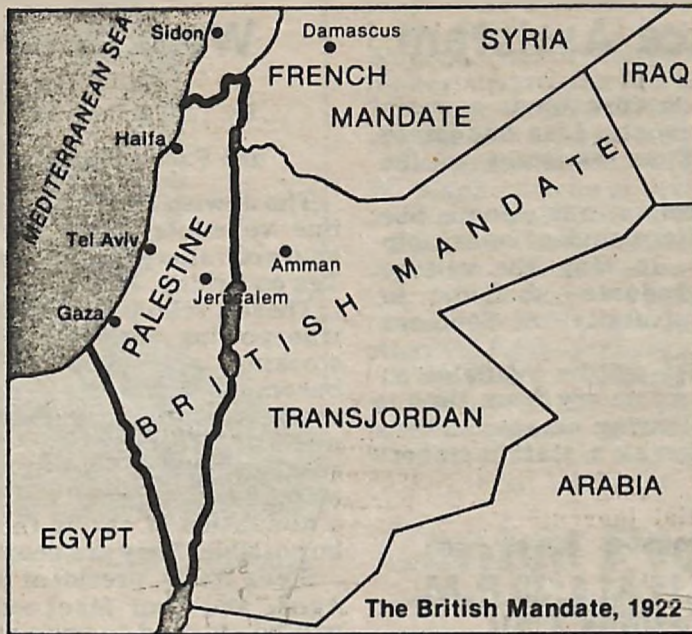 MEDITERRANEAN SEA
Sidon
Damascus
SYRIA
IRAQ
FRENCH
MANDATE
Haifa
Tel Aviv
PALESTINE
Jerusalem
Amman
Gaza
BRITISH MANDATE
TRANSJORDAN
ARABIA
EGYPT
The British Mandate, 1922